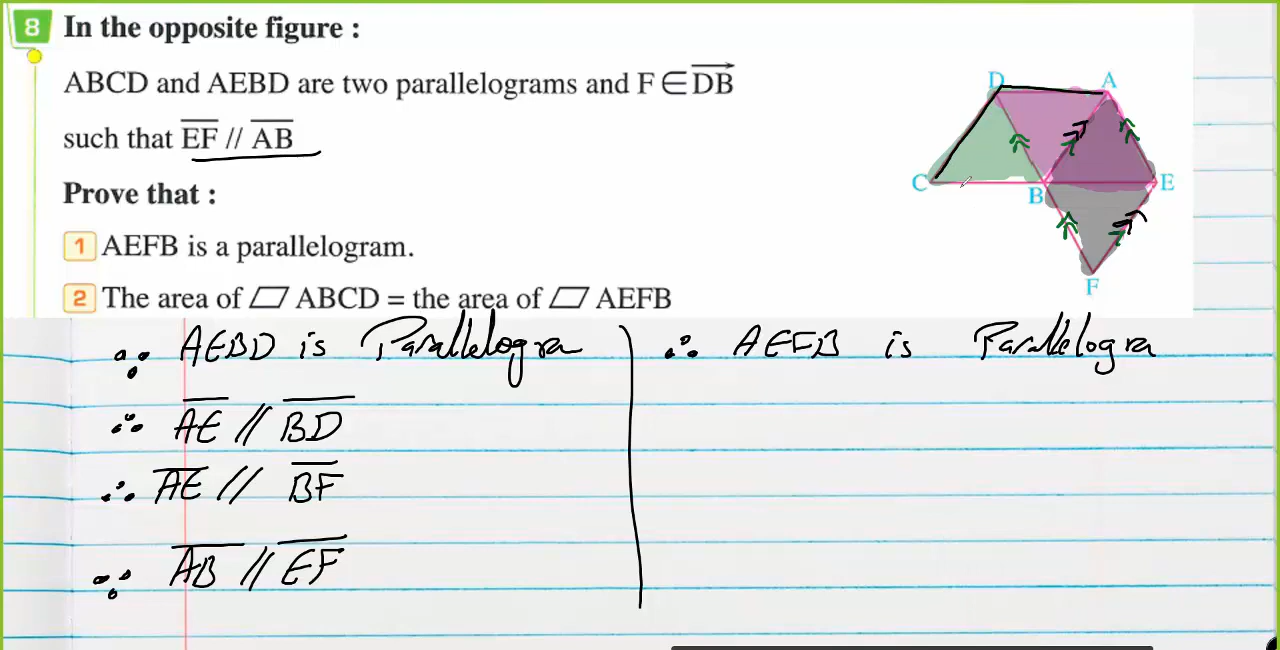 8 In the opposite figure :
ABCD and AEBD are two parallelograms and F ∈ DB
such that EF // AB
Prove that :
1 AEFB is a parallelogram.
2 The area of ▱ ABCD = the area of ▱ AEFB
D A
C B E
F
∵ AEBD is Parallelogra
∴ AE // BD
∴ AE // BF
∵ AB // EF
∴ AEFB is Parallelogra